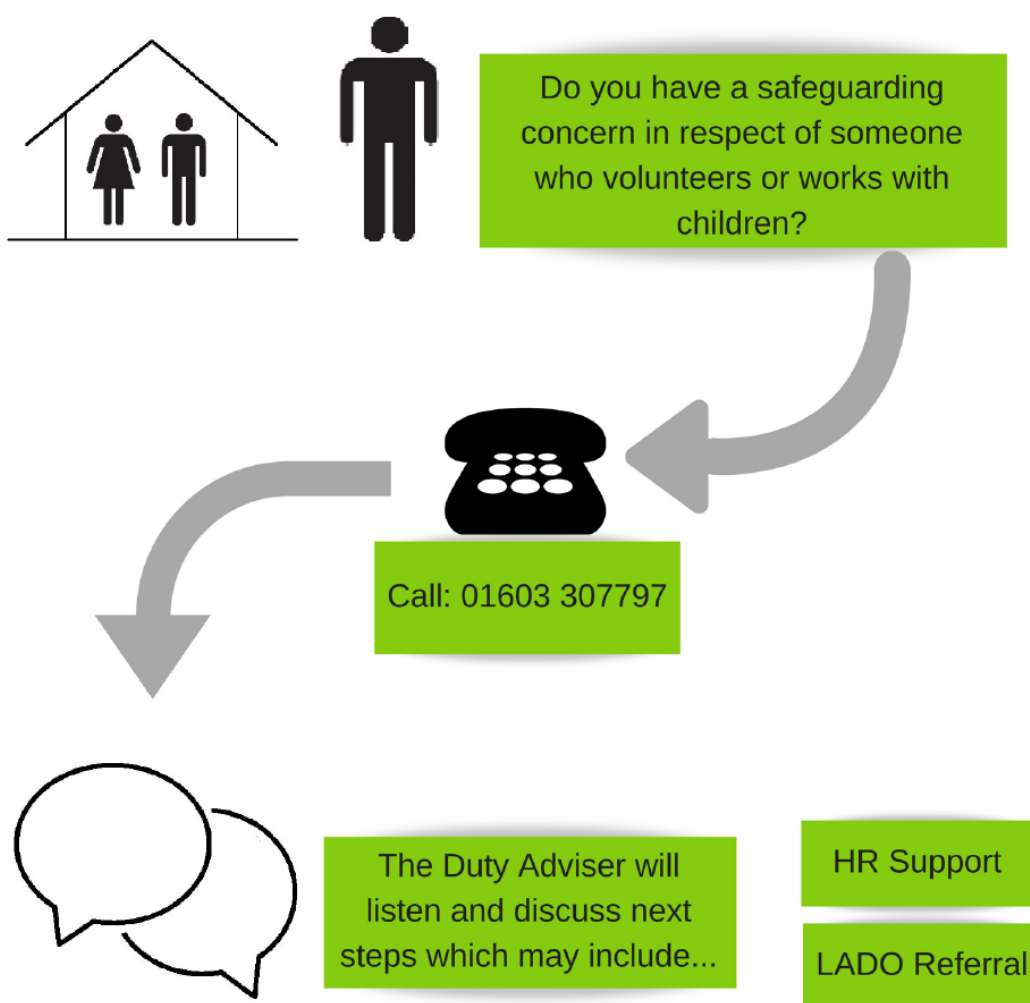 Do you have a safeguarding
concern in respect of someone
who volunteers or works with
children?
Call: 01603 307797
The Duty Adviser will
listen and discuss next
steps which may include...
HR Support
LADO Referral